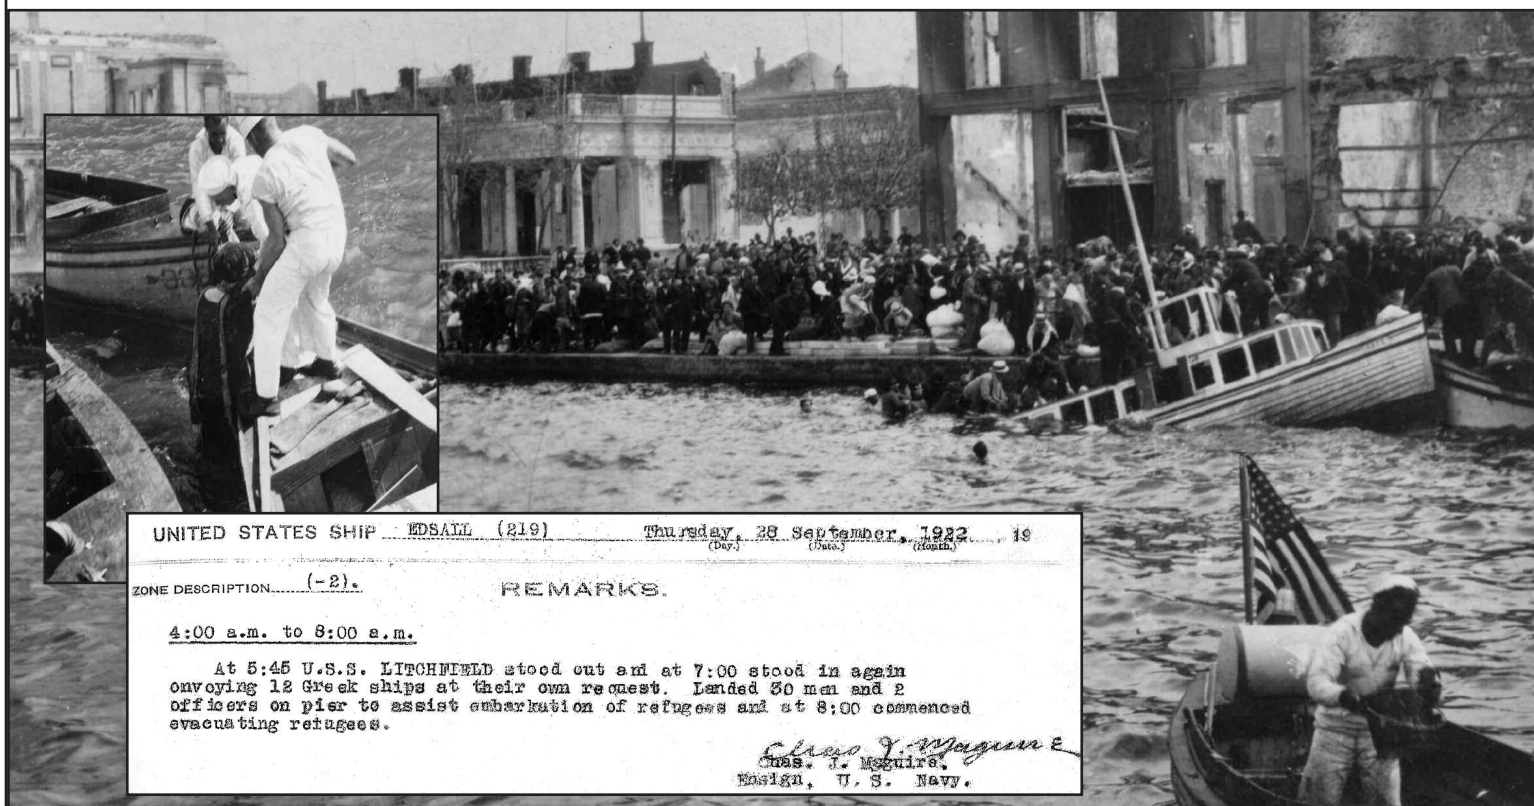 UNITED STATES SHIP EDSALL (219) Thursday, 28 September, 1922 , 19
(Day.) (Date.) (Month.)
ZONE DESCRIPTION (-2).
REMARKS.
4:00 a.m. to 8:00 a.m.
At 5:45 U.S.S. LITCHFIELD stood out and at 7:00 stood in again
onvoying 12 Greek ships at their own request. Landed 30 men and 2
officers on pier to assist embarkation of refugees and at 8:00 commenced
evacuating refugees.
Chas J. Maguire
Chas. J. Maguire.
Ensign, U. S. Navy.